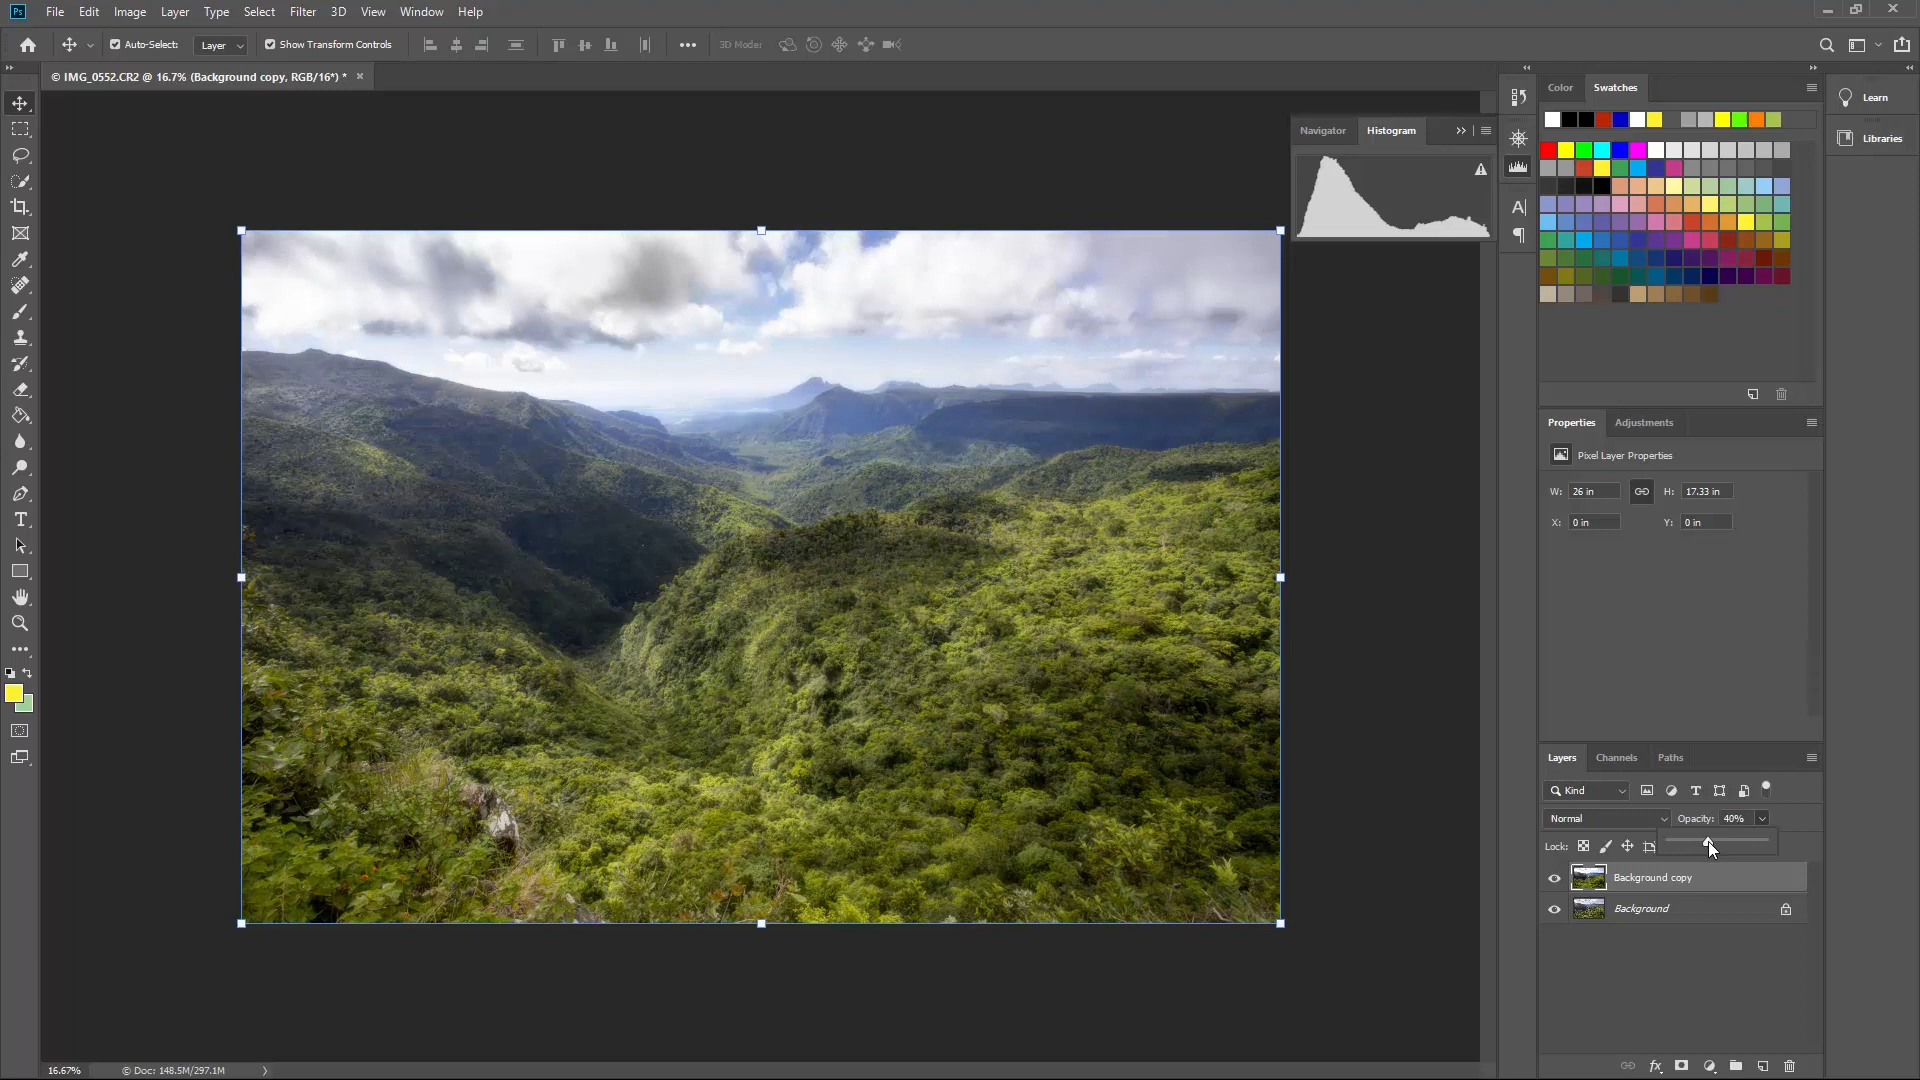 Ps File Edit Image Layer Type Select Filter 3D View Window Help
Auto-Select: Layer Show Transform Controls 3D Mode:
© IMG_0552.CR2 @ 16.7% (Background copy, RGB/16*) * ×
Color Swatches
Learn
Libraries
Navigator Histogram
Properties Adjustments
Pixel Layer Properties
W: 26 in H: 17.33 in
X: 0 in Y: 0 in
Layers Channels Paths
Kind
Normal Opacity: 40%
Lock:
Background copy
Background
16.67% © Doc: 148.5M/297.1M